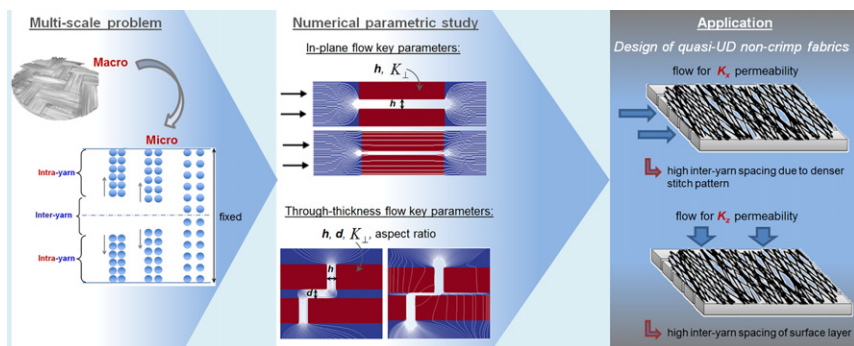 Multi-scale problem
Macro
Micro
Intra-yarn
Inter-yarn
Intra-yarn
fixed
Numerical parametric study
In-plane flow key parameters:
h, K⊥
h
Through-thickness flow key parameters:
h, d, K⊥, aspect ratio
h
d
Application
Design of quasi-UD non-crimp fabrics
flow for Kx permeability
high inter-yarn spacing due to denser
stitch pattern
flow for Kz permeability
high inter-yarn spacing of surface layer